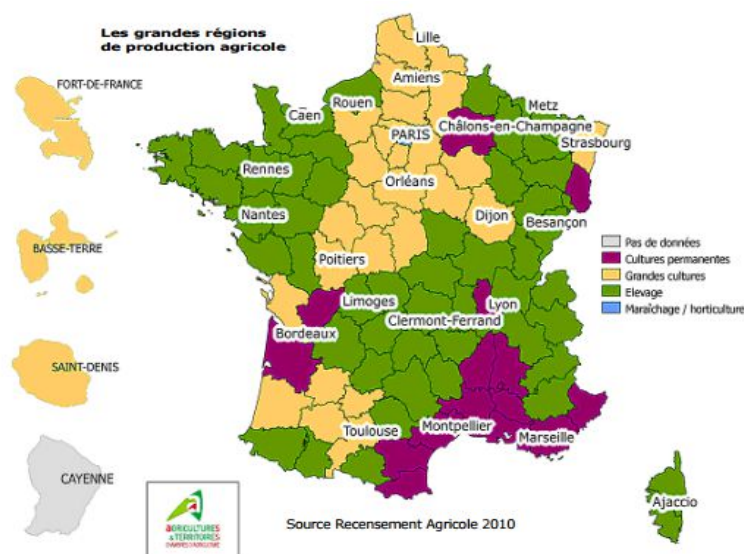 Les grandes régions
de production agricole
Lille
FORT-DE-FRANCE
Amiens
Rouen
Metz
Caen
Châlons-en-Champagne
PARIS
Strasbourg
Rennes
Orléans
Nantes
Dijon
Besançon
BASSE-TERRE
Poitiers
Pas de données
Cultures permanentes
Grandes cultures
Elevage
Maraîchage / horticulture
Limoges
Lyon
Clermont-Ferrand
Bordeaux
SAINT-DENIS
Toulouse
Montpellier
Marseille
CAYENNE
Ajaccio
AGRICULTURES
& TERRITOIRES
CHAMBRES D'AGRICULTURE
Source Recensement Agricole 2010